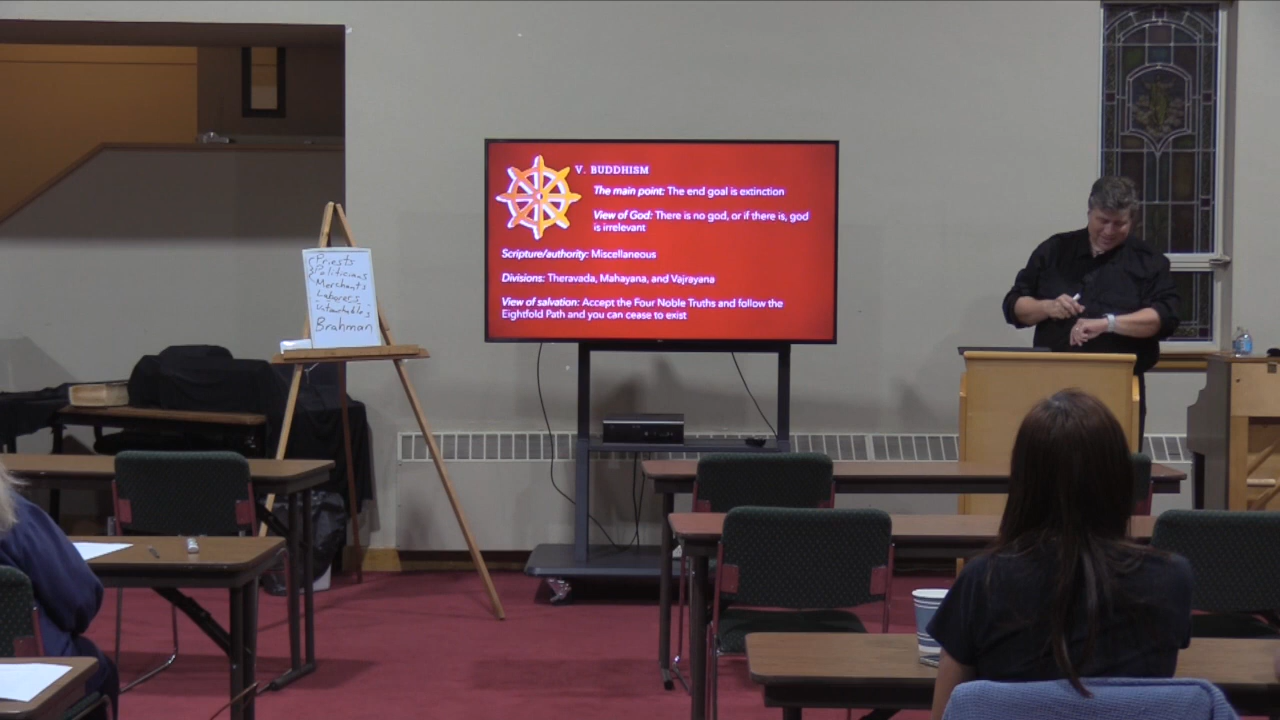 Priests
Politicians
Merchants
Laborers
Untouchables
Brahman
V. BUDDHISM
The main point: The end goal is extinction
View of God: There is no god, or if there is, god
is irrelevant
Scripture/authority: Miscellaneous
Divisions: Theravada, Mahayana, and Vajrayana
View of salvation: Accept the Four Noble Truths and follow the
Eightfold Path and you can cease to exist